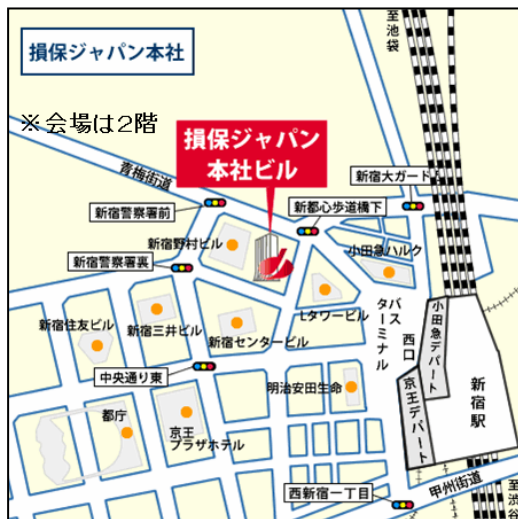 損保ジャパン本社
※会場は2階
至池袋
損保ジャパン
本社ビル
青梅街道
新宿大ガード
新宿警察署前
新都心歩道橋下
新宿野村ビル
小田急ハルク
新宿警察署裏
Lタワービル
バス
ターミナル
小田急デパート
新宿三井ビル
新宿住友ビル
新宿センタービル
西口
中央通り東
明治安田生命
京王デパート
新宿駅
都庁
京王
プラザホテル
甲州街道
西新宿一丁目
至渋谷